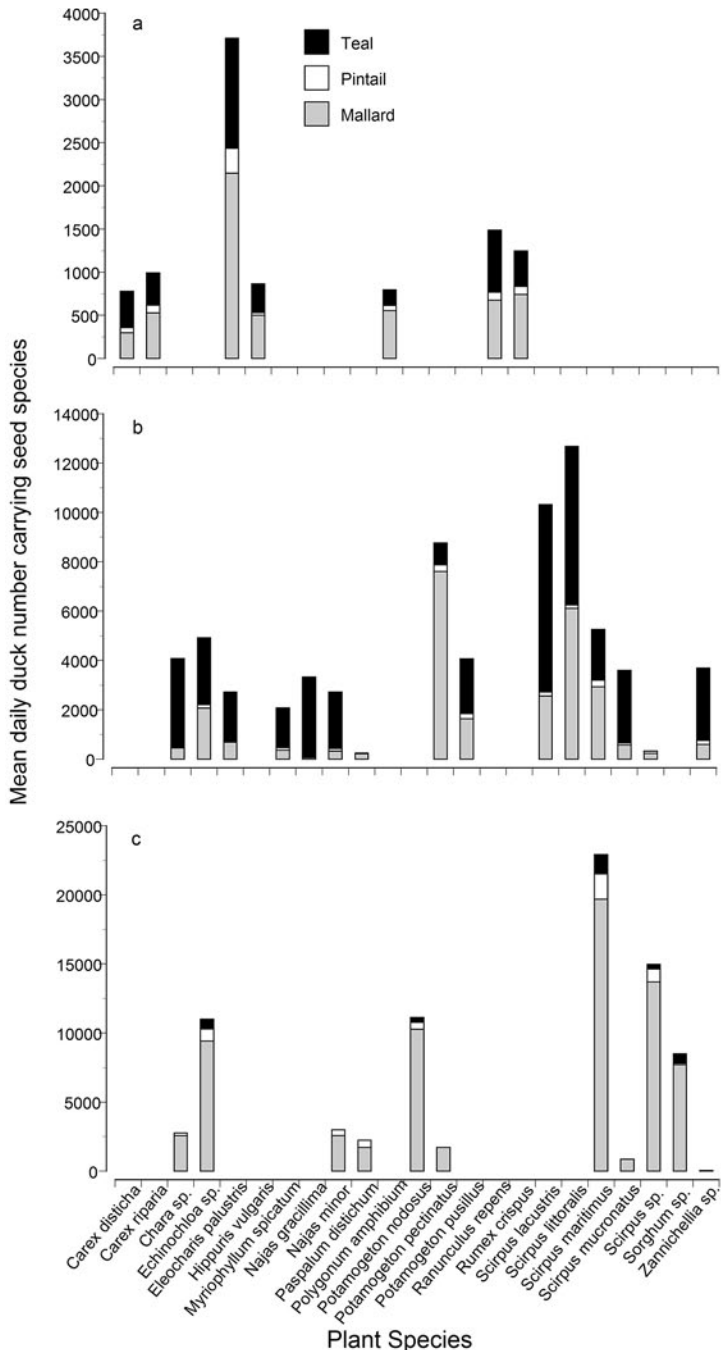 Mean daily duck number carrying seed species
a
Teal
Pintail
Mallard
4000
3500
3000
2500
2000
1500
1000
500
0
b
14000
12000
10000
8000
6000
4000
2000
0
c
25000
20000
15000
10000
5000
0
Carex disticha
Carex riparia
Chara sp.
Echinochloa sp.
Eleocharis palustris
Hippuris vulgaris
Myriophyllum spicatum
Najas gracillima
Najas minor
Paspalum distichum
Polygonum amphibium
Potamogeton nodosus
Potamogeton pectinatus
Potamogeton pusillus
Ranunculus repens
Rumex crispus
Scirpus lacustris
Scirpus littoralis
Scirpus maritimus
Scirpus mucronatus
Scirpus sp.
Sorghum sp.
Zannichellia sp.
Plant Species